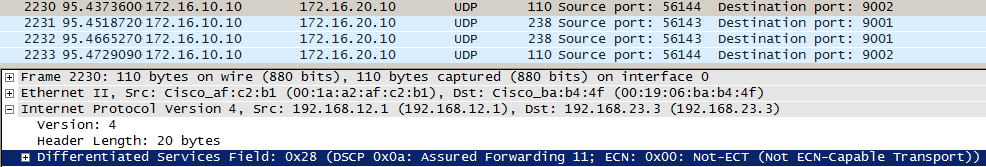 2230 95.4373600 172.16.10.10 172.16.20.10 UDP 110 Source port: 56144 Destination port: 9002
2231 95.4518720 172.16.10.10 172.16.20.10 UDP 238 Source port: 56143 Destination port: 9001
2232 95.4665270 172.16.10.10 172.16.20.10 UDP 238 Source port: 56143 Destination port: 9001
2233 95.4729090 172.16.10.10 172.16.20.10 UDP 110 Source port: 56144 Destination port: 9002
Frame 2230: 110 bytes on wire (880 bits), 110 bytes captured (880 bits) on interface 0
Ethernet II, Src: Cisco_af:c2:b1 (00:1a:a2:af:c2:b1), Dst: Cisco_ba:b4:4f (00:19:06:ba:b4:4f)
Internet Protocol Version 4, Src: 192.168.12.1 (192.168.12.1), Dst: 192.168.23.3 (192.168.23.3)
Version: 4
Header Length: 20 bytes
Differentiated Services Field: 0x28 (DSCP 0x0a: Assured Forwarding 11; ECN: 0x00: Not-ECT (Not ECN-Capable Transport))